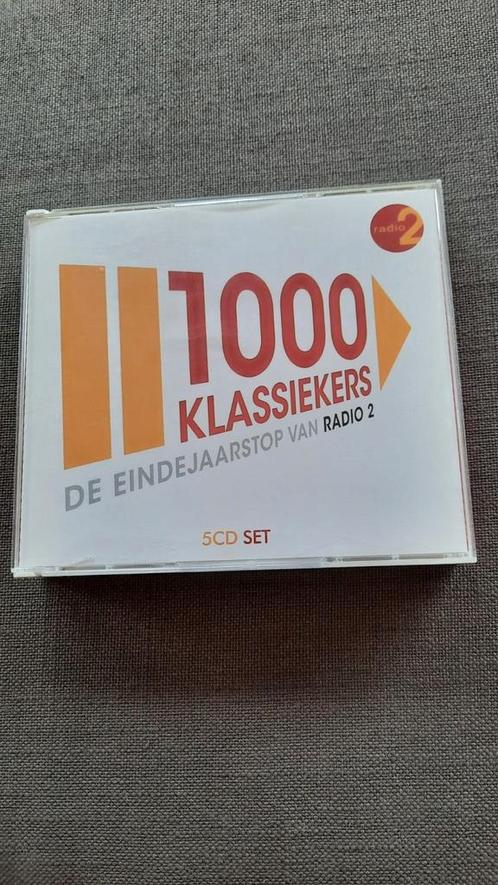 radio 2
1000
KLASSIEKERS
DE EINDEJAARSTOP VAN RADIO 2
5CD SET